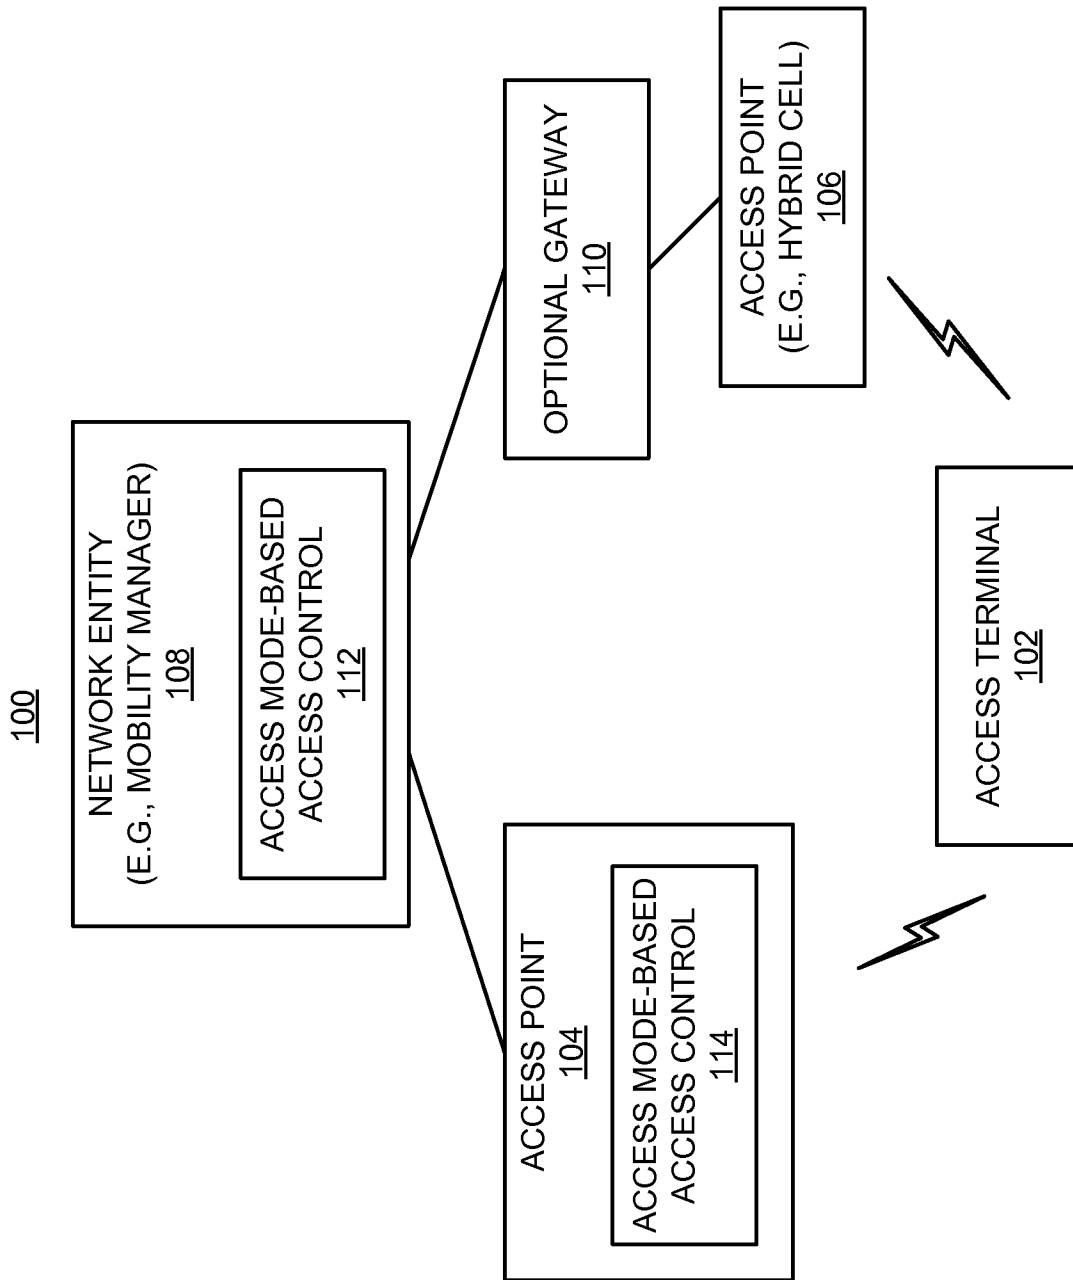 100
NETWORK ENTITY
(E.G., MOBILITY MANAGER)
108
ACCESS MODE-BASED
ACCESS CONTROL
112
ACCESS POINT
104
ACCESS MODE-BASED
ACCESS CONTROL
114
OPTIONAL GATEWAY
110
ACCESS POINT
(E.G., HYBRID CELL)
106
ACCESS TERMINAL
102